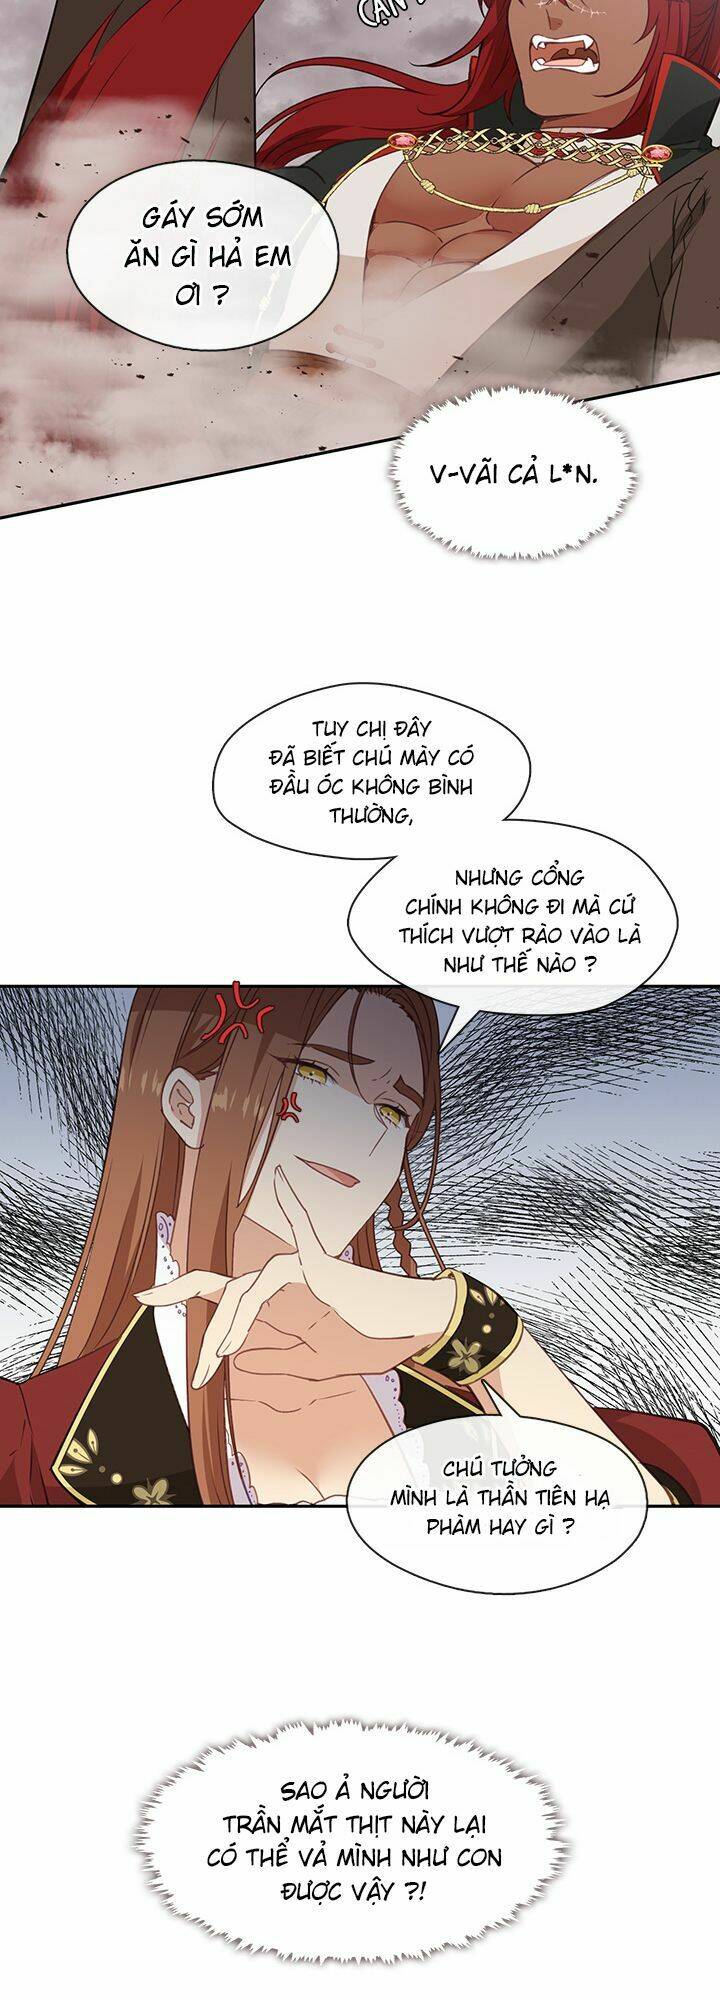 CẠN
GÁY SỚM
ĂN GÌ HẢ EM
ƠI ?
V-VÃI CẢ L*N.
TUY CHỊ ĐÂY
ĐÃ BIẾT CHÚ MÀY CÓ
ĐẦU ÓC KHÔNG BÌNH
THƯỜNG,
NHƯNG CỔNG
CHÍNH KHÔNG ĐI MÀ CỨ
THÍCH VƯỢT RÀO VÀO LÀ
NHƯ THẾ NÀO ?
CHÚ TƯỞNG
MÌNH LÀ THẦN TIÊN HẠ
PHÀM HAY GÌ ?
SAO Ả NGƯỜI
TRẦN MẮT THỊT NÀY LẠI
CÓ THỂ VẢ MÌNH NHƯ CON
ĐƯỢC VẬY ?!